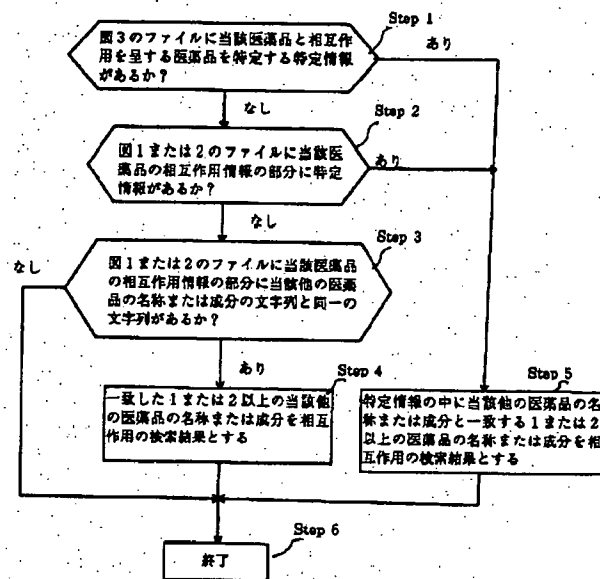 Step 1
図3のファイルに当該医薬品と相互作
用を呈する医薬品を特定する特定情報
があるか?
あり
なし
Step 2
図1または2のファイルに当該医
薬品の相互作用情報の部分に特定
情報があるか?
あり
なし
Step 3
なし
図1または2のファイルに当該医薬品
の相互作用情報の部分に当該他の医薬
品の名称または成分の文字列と同一の
文字列があるか?
あり
Step 4
一致した1または2以上の当該他
の医薬品の名称または成分を相互
作用の検索結果とする
Step 5
特定情報の中に当該他の医薬品の名
称または成分と一致する1または2
以上の医薬品の名称または成分を相
互作用の検索結果とする
Step 6
終了